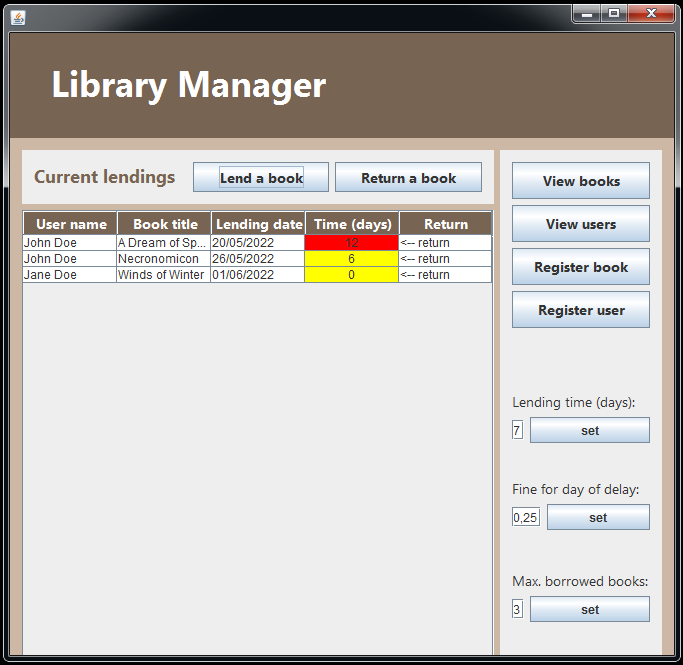 Library Manager
Current lendings
Lend a book
Return a book
User name Book title Lending date Time (days) Return
John Doe A Dream of Sp... 20/05/2022 12 <-- return
John Doe Necronomicon 26/05/2022 6 <-- return
Jane Doe Winds of Winter 01/06/2022 0 <-- return
View books
View users
Register book
Register user
Lending time (days):
7 set
Fine for day of delay:
0,25 set
Max. borrowed books:
3 set